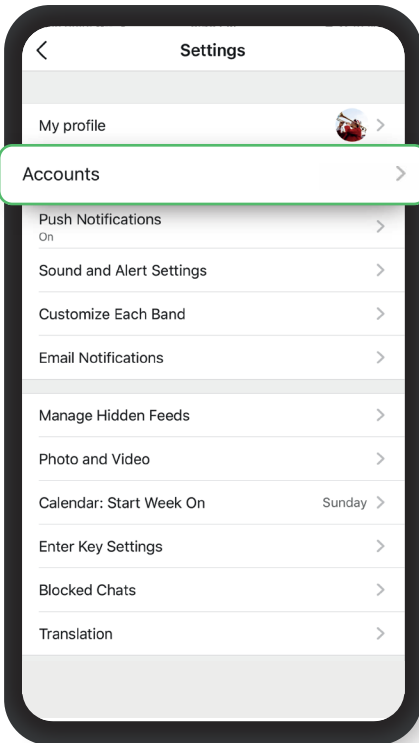 Settings
My profile
Accounts
Push Notifications
On
Sound and Alert Settings
Customize Each Band
Email Notifications
Manage Hidden Feeds
Photo and Video
Calendar: Start Week On Sunday
Enter Key Settings
Blocked Chats
Translation